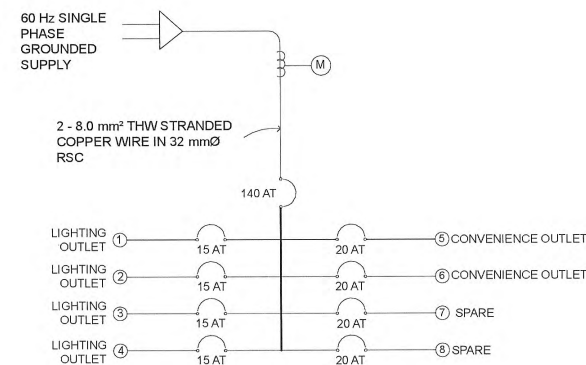 60 Hz SINGLE
PHASE
GROUNDED
SUPPLY
M
2 - 8.0 mm² THW STRANDED
COPPER WIRE IN 32 mmØ
RSC
140 AT
LIGHTING
OUTLET
1
15 AT
20 AT
5 CONVENIENCE OUTLET
LIGHTING
OUTLET
2
15 AT
20 AT
6 CONVENIENCE OUTLET
LIGHTING
OUTLET
3
15 AT
20 AT
7 SPARE
LIGHTING
OUTLET
4
15 AT
20 AT
8 SPARE